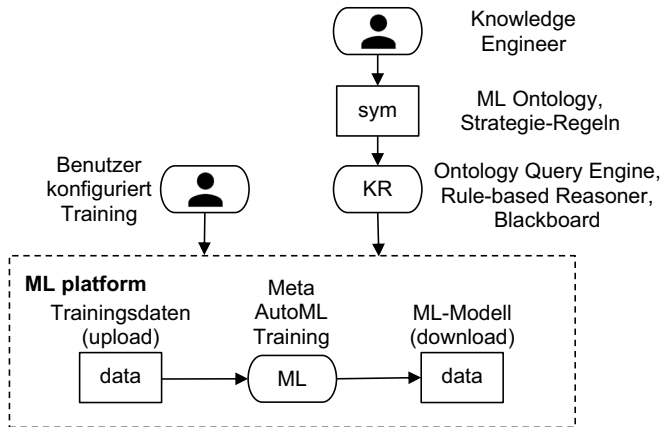 Knowledge
Engineer
sym
ML Ontology,
Strategie-Regeln
Benutzer
konfiguriert
Training
KR
Ontology Query Engine,
Rule-based Reasoner,
Blackboard
ML platform
Trainingsdaten
(upload)
Meta
AutoML
Training
ML-Modell
(download)
data
ML
data